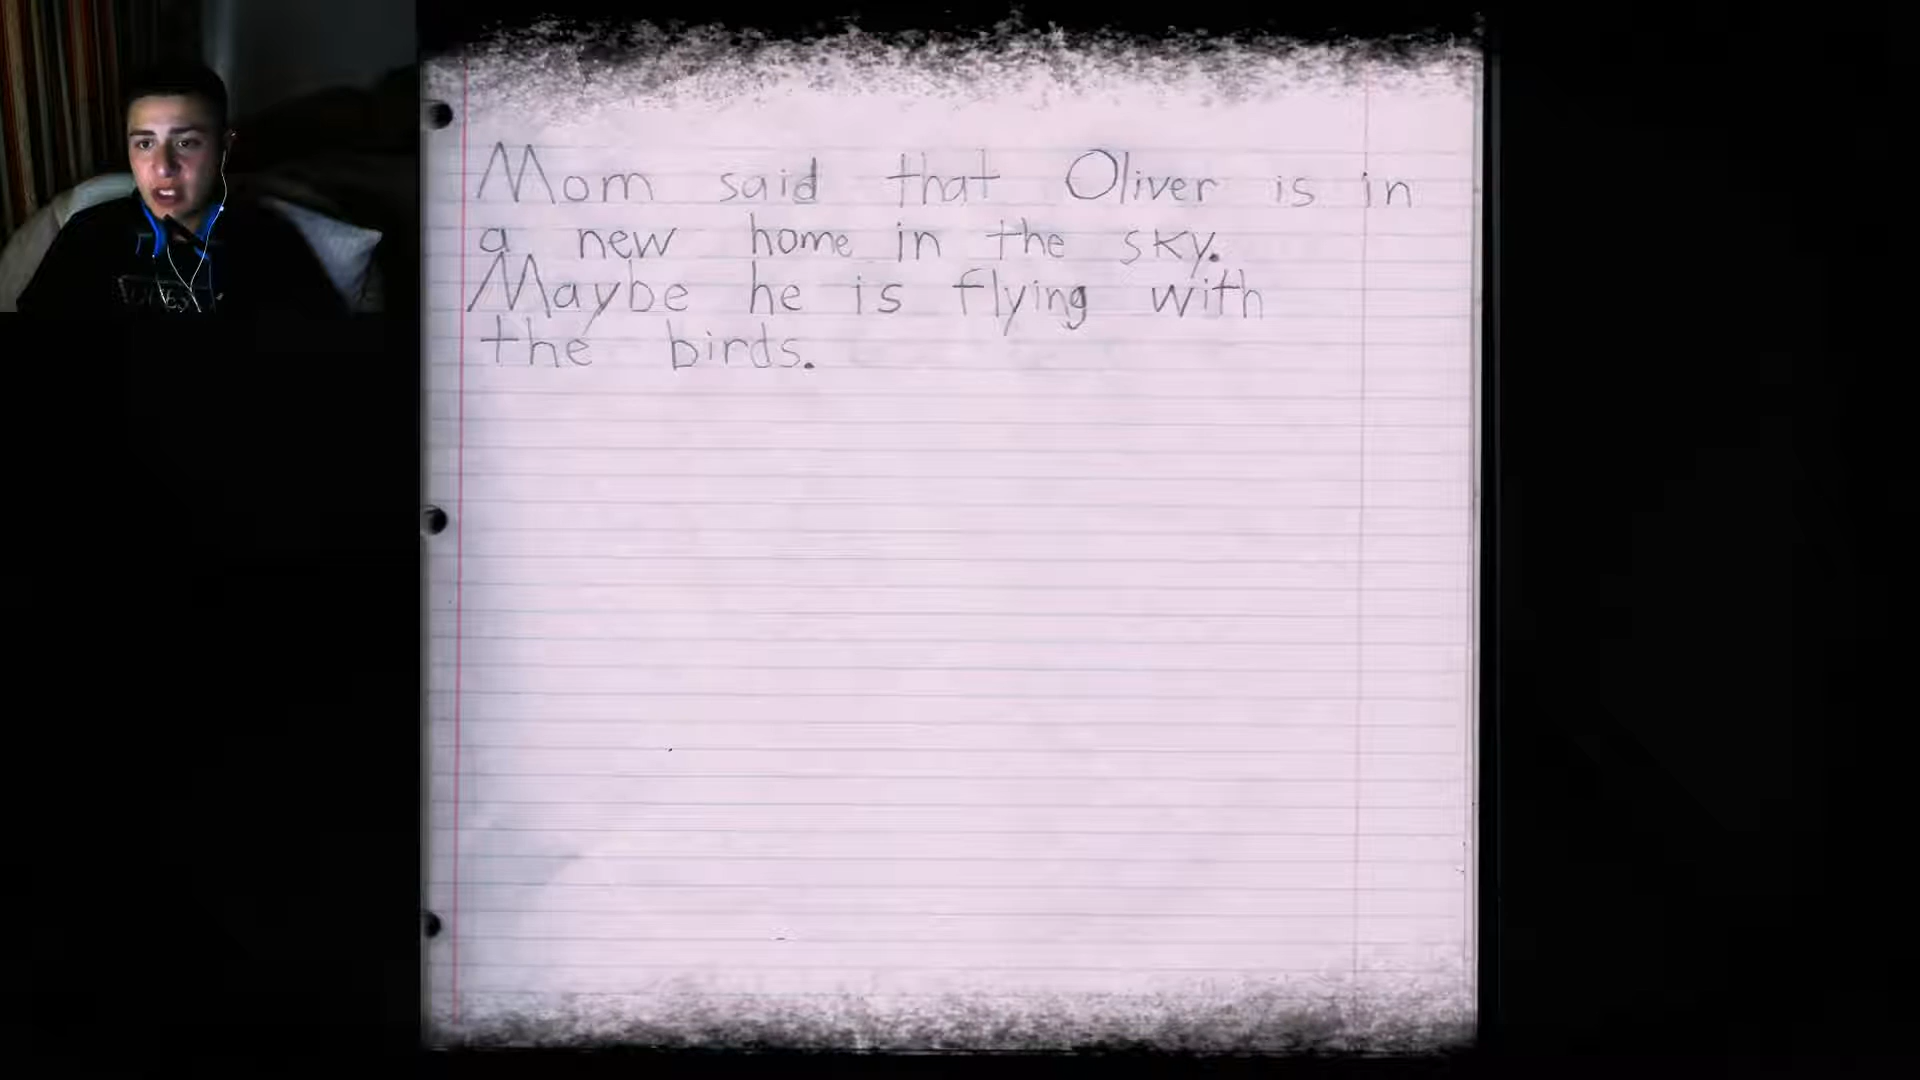 Mom said that Oliver is in
a new home in the sky.
Maybe he is flying with
the birds.